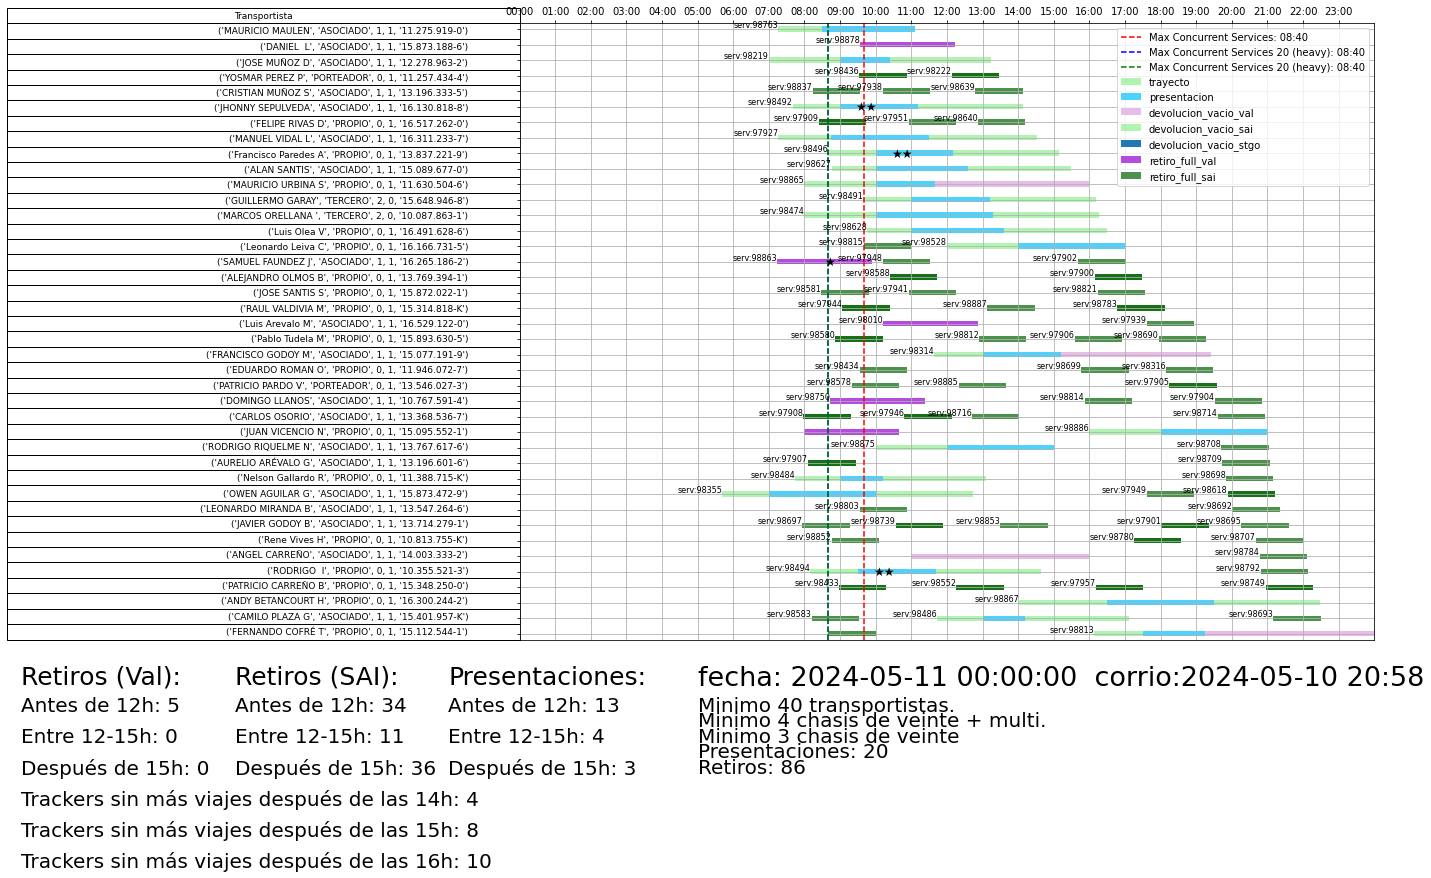 Transportista
00:00 01:00 02:00 03:00 04:00 05:00 06:00 07:00 08:00 09:00 10:00 11:00 12:00 13:00 14:00 15:00 16:00 17:00 18:00 19:00 20:00 21:00 22:00 23:00
('MAURICIO MAULEN', 'ASOCIADO', 1, 1, '11.275.919-0') serv:98763
('DANIEL  L', 'ASOCIADO', 1, 1, '15.873.188-6') serv:98878
('JOSE MUÑOZ D', 'ASOCIADO', 1, 1, '12.278.963-2') serv:98219
('YOSMAR PEREZ P', 'PORTEADOR', 0, 1, '11.257.434-4') serv:98436 serv:98222
('CRISTIAN MUÑOZ S', 'ASOCIADO', 1, 1, '13.196.333-5') serv:98837 serv:97938 serv:98639
('JHONNY SEPULVEDA', 'ASOCIADO', 1, 1, '16.130.818-8') serv:98492
('FELIPE RIVAS D', 'PROPIO', 0, 1, '16.517.262-0') serv:97909 serv:97951 serv:98640
('MANUEL VIDAL L', 'ASOCIADO', 1, 1, '16.311.233-7') serv:97927
('Francisco Paredes A', 'PROPIO', 0, 1, '13.837.221-9') serv:98496
('ALAN SANTIS', 'ASOCIADO', 1, 1, '15.089.677-0') serv:98627
('MAURICIO URBINA S', 'PROPIO', 0, 1, '11.630.504-6') serv:98865
('GUILLERMO GARAY', 'TERCERO', 2, 0, '15.648.946-8') serv:98491
('MARCOS ORELLANA ', 'TERCERO', 2, 0, '10.087.863-1') serv:98474
('Luis Olea V', 'PROPIO', 0, 1, '16.491.628-6') serv:98628
('Leonardo Leiva C', 'PROPIO', 0, 1, '16.166.731-5') serv:98815 serv:98528
('SAMUEL FAUNDEZ J', 'ASOCIADO', 1, 1, '16.265.186-2') serv:98863 serv:97948 serv:97902
('ALEJANDRO OLMOS B', 'PROPIO', 0, 1, '13.769.394-1') serv:98588 serv:97900
('JOSE SANTIS S', 'PROPIO', 0, 1, '15.872.022-1') serv:98581 serv:97941 serv:98821
('RAUL VALDIVIA M', 'PROPIO', 0, 1, '15.314.818-K') serv:97944 serv:98887 serv:98783
('Luis Arevalo M', 'ASOCIADO', 1, 1, '16.529.122-0') serv:98010 serv:97939
('Pablo Tudela M', 'PROPIO', 0, 1, '15.893.630-5') serv:98580 serv:98812 serv:97906 serv:98690
('FRANCISCO GODOY M', 'ASOCIADO', 1, 1, '15.077.191-9') serv:98314
('EDUARDO ROMAN O', 'PROPIO', 0, 1, '11.946.072-7') serv:98434 serv:98699 serv:98316
('PATRICIO PARDO V', 'PORTEADOR', 0, 1, '13.546.027-3') serv:98578 serv:98885 serv:97905
('DOMINGO LLANOS', 'ASOCIADO', 1, 1, '10.767.591-4') serv:98750 serv:98814 serv:97904
('CARLOS OSORIO', 'ASOCIADO', 1, 1, '13.368.536-7') serv:97908 serv:97946 serv:98716 serv:98714
('JUAN VICENCIO N', 'PROPIO', 0, 1, '15.095.552-1') serv:98886
('RODRIGO RIQUELME N', 'ASOCIADO', 1, 1, '13.767.617-6') serv:98875 serv:98708
('AURELIO ARÉVALO G', 'ASOCIADO', 1, 1, '13.196.601-6') serv:97907 serv:98709
('Nelson Gallardo R', 'PROPIO', 0, 1, '11.388.715-K') serv:98484 serv:98698
('OWEN AGUILAR G', 'ASOCIADO', 1, 1, '15.873.472-9') serv:98355 serv:97949 serv:98618
('LEONARDO MIRANDA B', 'ASOCIADO', 1, 1, '13.547.264-6') serv:98803 serv:98692
('JAVIER GODOY B', 'ASOCIADO', 1, 1, '13.714.279-1') serv:98697 serv:98739 serv:98853 serv:97901 serv:98695
('Rene Vives H', 'PROPIO', 0, 1, '10.813.755-K') serv:98852 serv:98780 serv:98707
('ANGEL CARREÑO', 'ASOCIADO', 1, 1, '14.003.333-2') serv:98784
('RODRIGO  I', 'PROPIO', 0, 1, '10.355.521-3') serv:98494 serv:98792
('PATRICIO CARREÑO B', 'PROPIO', 0, 1, '15.348.250-0') serv:98433 serv:98552 serv:97957 serv:98749
('ANDY BETANCOURT H', 'PROPIO', 0, 1, '16.300.244-2') serv:98867
('CAMILO PLAZA G', 'PROPIO', 0, 1, '15.401.957-K') serv:98583 serv:98486 serv:98693
('FERNANDO COFRÉ T', 'PROPIO', 0, 1, '15.112.544-1') serv:98813
Max Concurrent Services: 08:40
Max Concurrent Services 20 (heavy): 08:40
Max Concurrent Services 20 (heavy): 08:40
trayecto
presentacion
devolucion_vacio_val
devolucion_vacio_sai
devolucion_vacio_stgo
retiro_full_val
retiro_full_sai
Retiros (Val):
Antes de 12h: 5
Entre 12-15h: 0
Después de 15h: 0
Retiros (SAI):
Antes de 12h: 34
Entre 12-15h: 11
Después de 15h: 36
Presentaciones:
Antes de 12h: 13
Entre 12-15h: 4
Después de 15h: 3
Trackers sin más viajes después de las 14h: 4
Trackers sin más viajes después de las 15h: 8
Trackers sin más viajes después de las 16h: 10
fecha: 2024-05-11 00:00:00  corrio:2024-05-10 20:58
Minimo 40 transportistas.
Minimo 4 chasis de veinte + multi.
Minimo 3 chasis de veinte
Presentaciones: 20
Retiros: 86